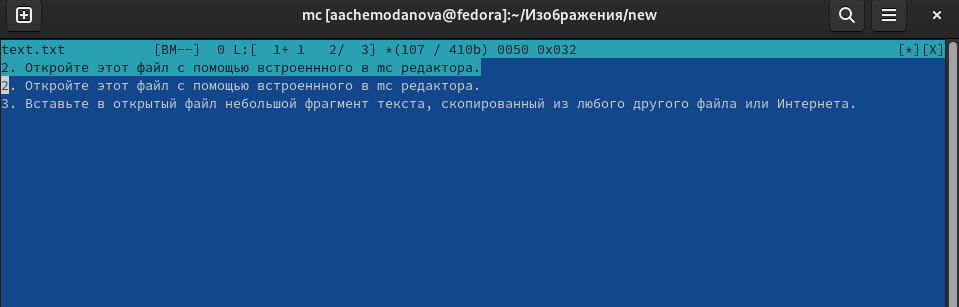 mc [aachemodanova@fedora]:~/Изображения/new
text.txt [BM--] 0 L:[ 1+ 1 2/ 3] *(107 / 410b) 0050 0x032 [*][X]
2. Откройте этот файл с помощью встроеннного в mc редактора.
2. Откройте этот файл с помощью встроеннного в mc редактора.
3. Вставьте в открытый файл небольшой фрагмент текста, скопированный из любого другого файла или Интернета.